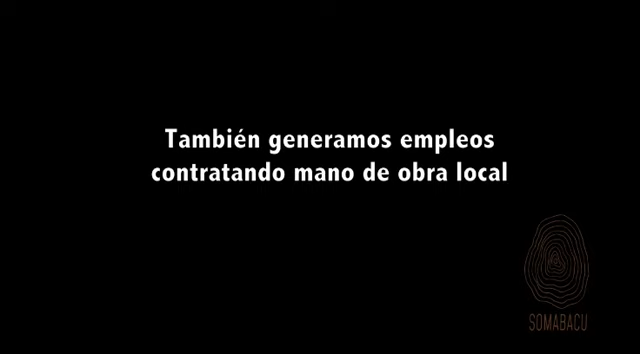 También generamos empleos
contratando mano de obra local
SOMABACU